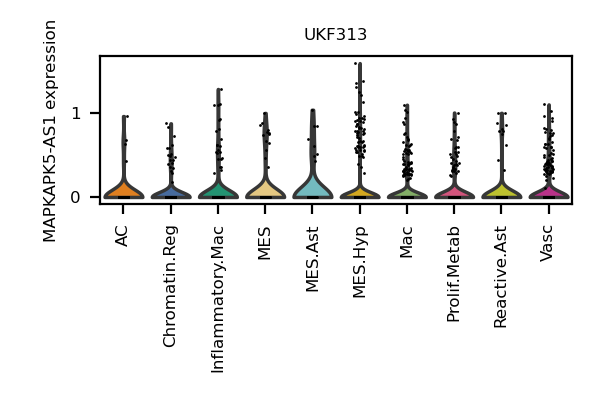 UKF313
MAPKAPK5-AS1 expression
1
0
AC
Chromatin.Reg
Inflammatory.Mac
MES
MES.Ast
MES.Hyp
Mac
Prolif.Metab
Reactive.Ast
Vasc